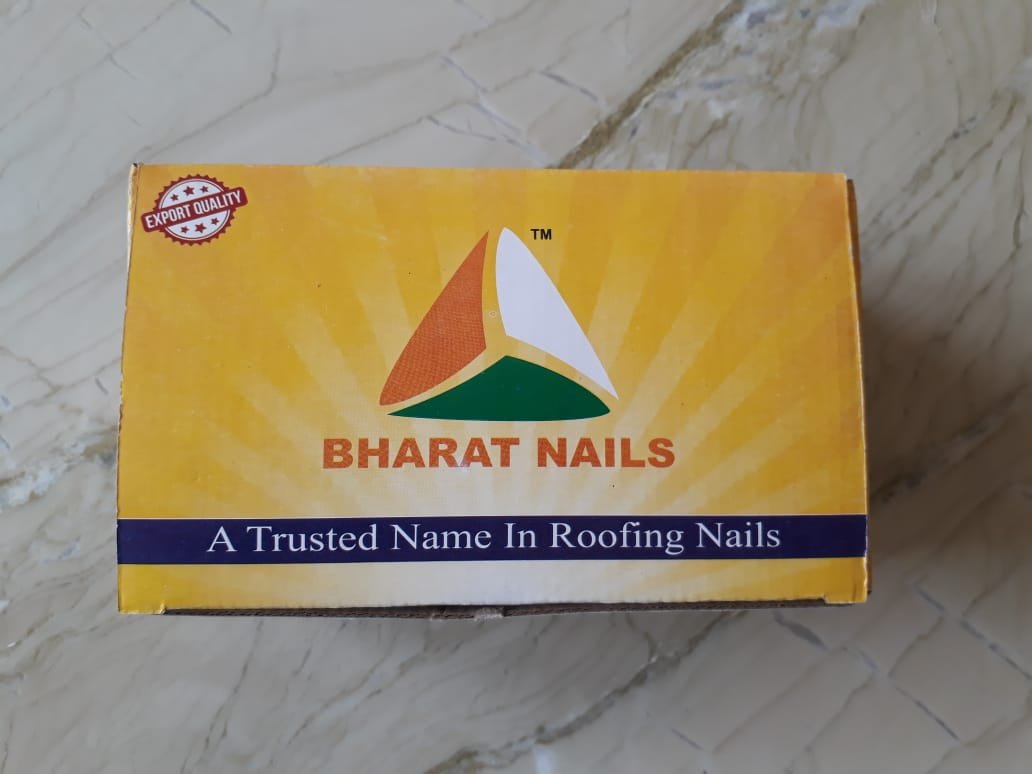 EXPORT QUALITY
TM
BHARAT NAILS
A Trusted Name In Roofing Nails